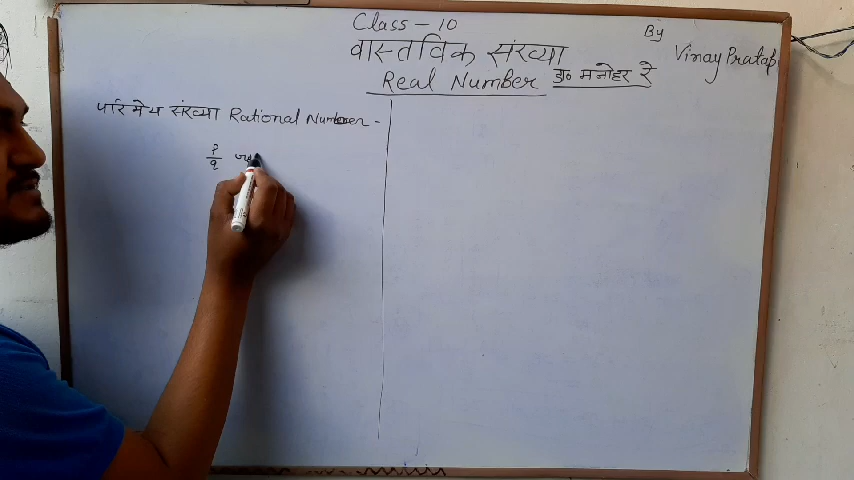 Class - 10
By
वास्तविक संख्या
Vinay Pratap
Real Number डा० मनोहर रे
परिमेय संख्या Rational Number -
p/q